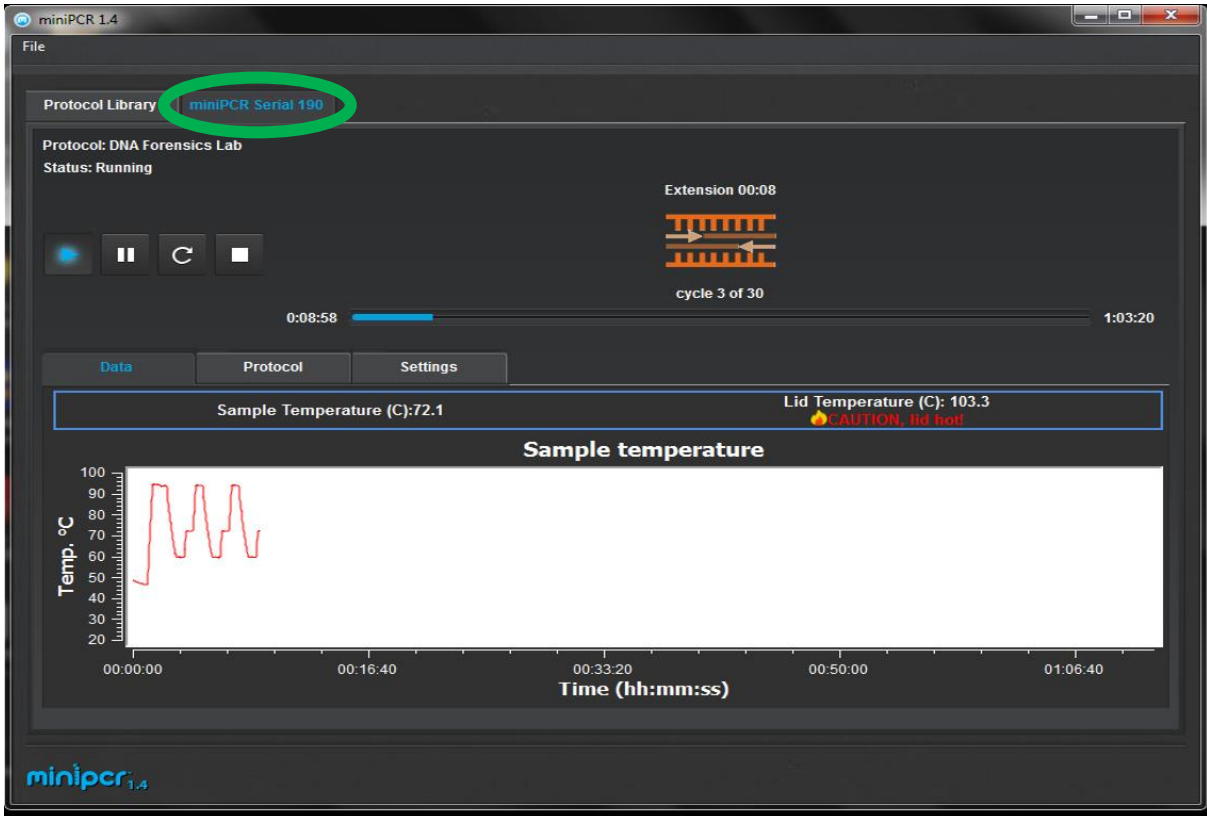 miniPCR 1.4
File
Protocol Library
miniPCR Serial 190
Protocol: DNA Forensics Lab
Status: Running
Extension 00:08
cycle 3 of 30
0:08:58
1:03:20
Data
Protocol
Settings
Sample Temperature (C):72.1
Lid Temperature (C): 103.3
CAUTION, lid hot!
Sample temperature
100
90
80
70
60
50
40
30
20
Temp. ºC
00:00:00
00:16:40
00:33:20
00:50:00
01:06:40
Time (hh:mm:ss)
minipcr 1.4